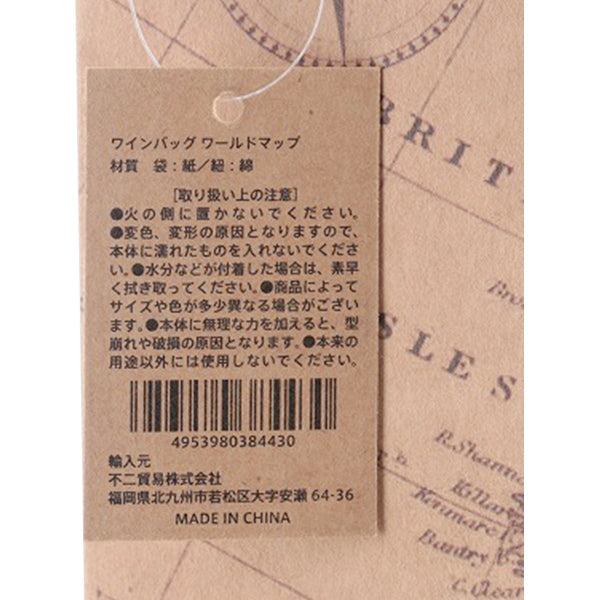 ワインバッグ ワールドマップ
材質 袋：紙／紐：綿
［取り扱い上の注意］
●火の側に置かないでください。
●変色、変形の原因となりますので、
本体に濡れたものを入れないでくださ
い。●水分などが付着した場合は、素早
く拭き取ってください。●商品によって
サイズや色が多少異なる場合がござい
ます。●本体に無理な力を加えると、型
崩れや破損の原因となります。●本来の
用途以外には使用しないでください。
4953980384430
輸入元
不二貿易株式会社
福岡県北九州市若松区大字安瀬 64-36
MADE IN CHINA
BRIT
SLES
R.Shanno
Kenmare
Bantry B